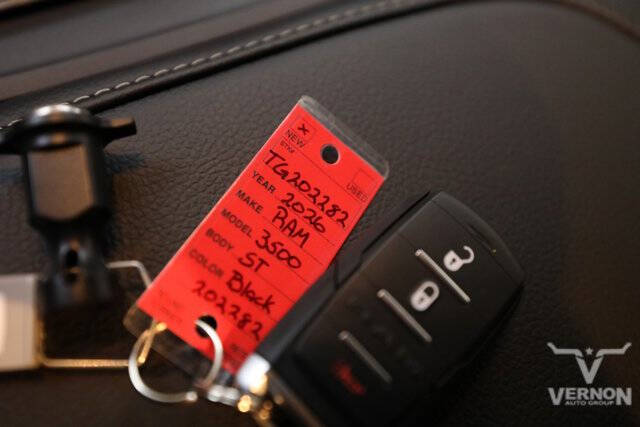 X
NEW
USED
STK#
TG202282
YEAR 2026
MAKE RAM
MODEL 3500
BODY ST
COLOR Black
202282
VERNON
AUTO GROUP